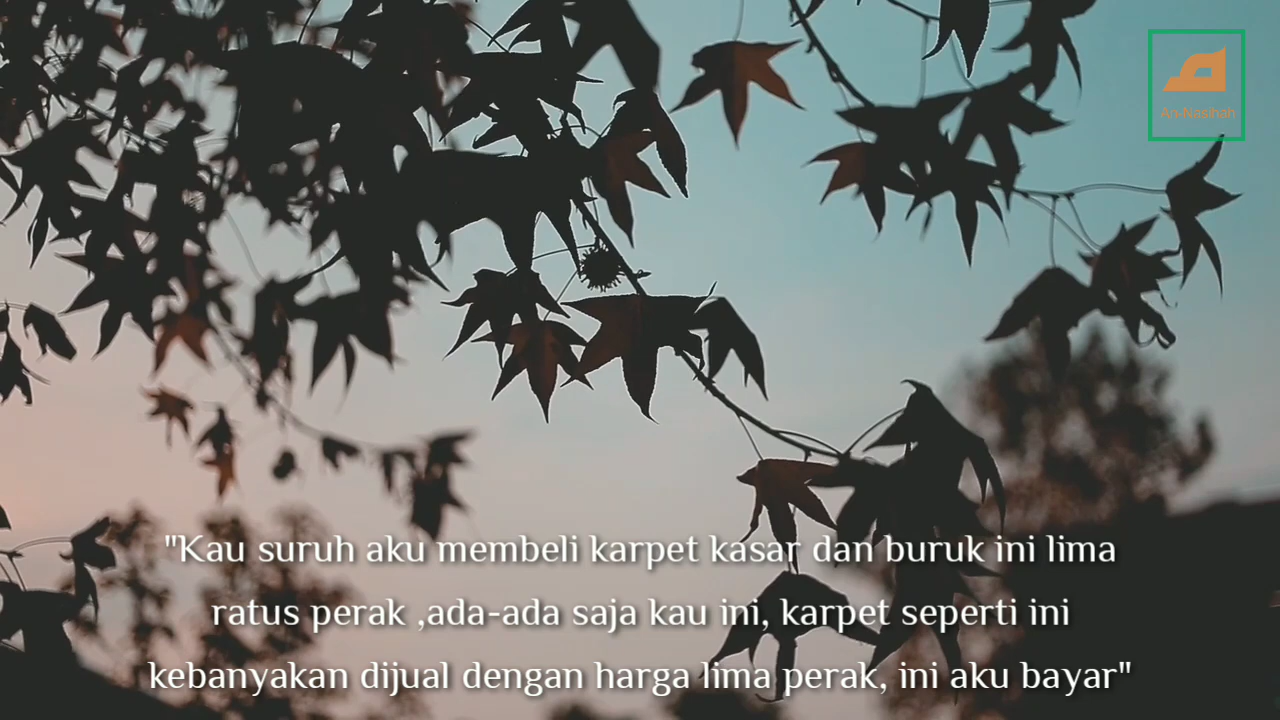 An-Nasihah
"Kau suruh aku membeli karpet kasar dan buruk ini lima
ratus perak ,ada-ada saja kau ini, karpet seperti ini
kebanyakan dijual dengan harga lima perak, ini aku bayar"